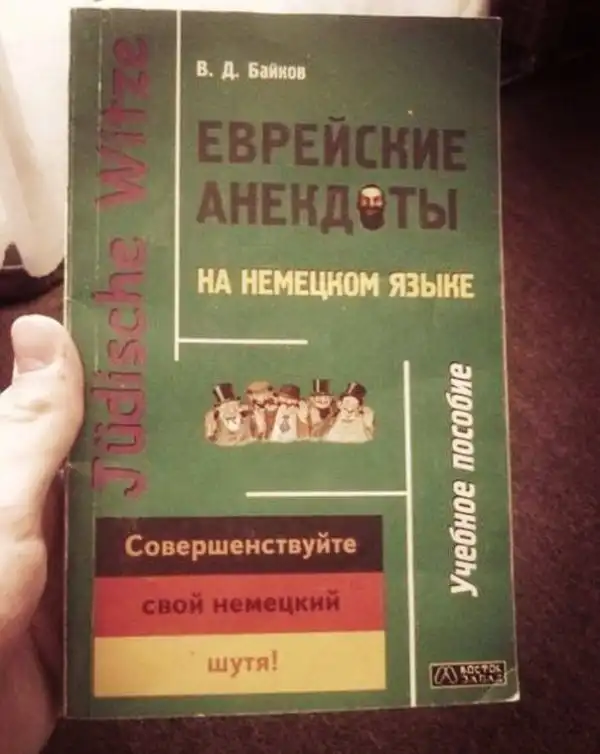 Jüdische Witze
В. Д. Байков
ЕВРЕЙСКИЕ
АНЕКДОТЫ
НА НЕМЕЦКОМ ЯЗЫКЕ
Учебное пособие
Совершенствуйте
свой немецкий
шутя!
ВОСТОК
ЗАПАД